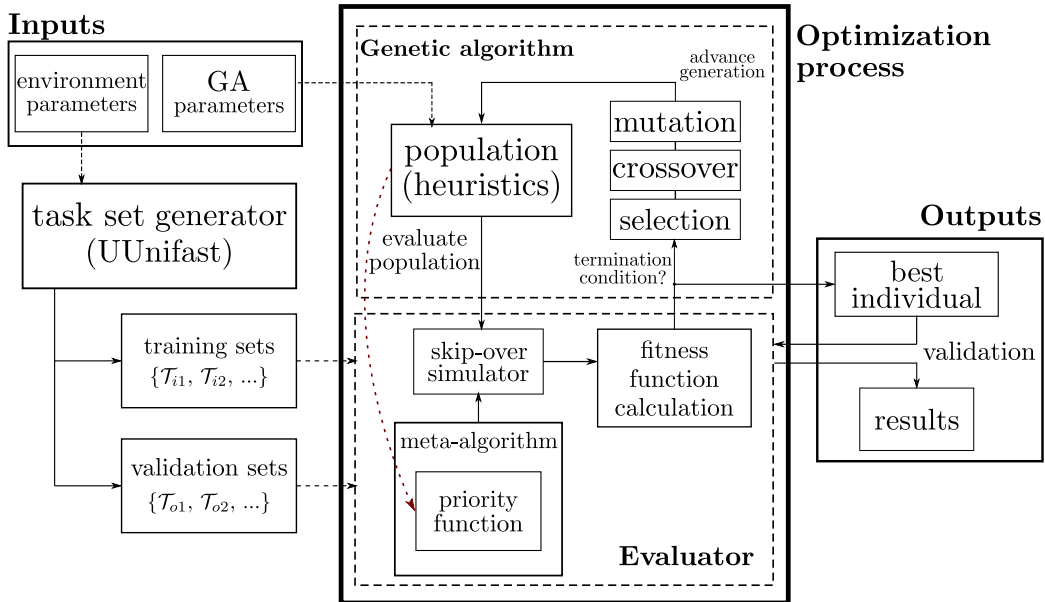 Inputs
environment
parameters
GA
parameters
task set generator
(UUnifast)
training sets
{𝒯i1, 𝒯i2, ...}
validation sets
{𝒯o1, 𝒯o2, ...}
Optimization
process
Genetic algorithm
advance
generation
population
(heuristics)
mutation
crossover
selection
evaluate
population
termination
condition?
skip-over
simulator
fitness
function
calculation
meta-algorithm
priority
function
Evaluator
Outputs
best
individual
validation
results